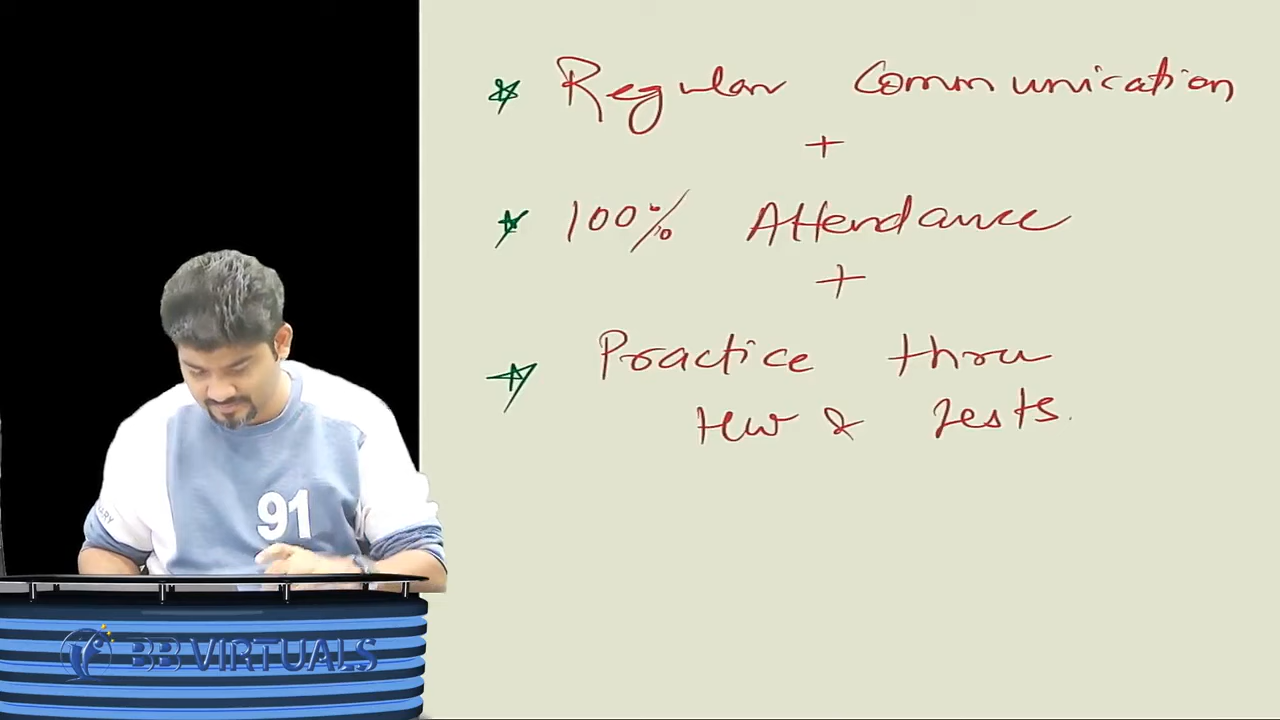 Regular Communication
+
100% Attendance
+
Practice thru
HW & Tests.
91
BB VIRTUALS